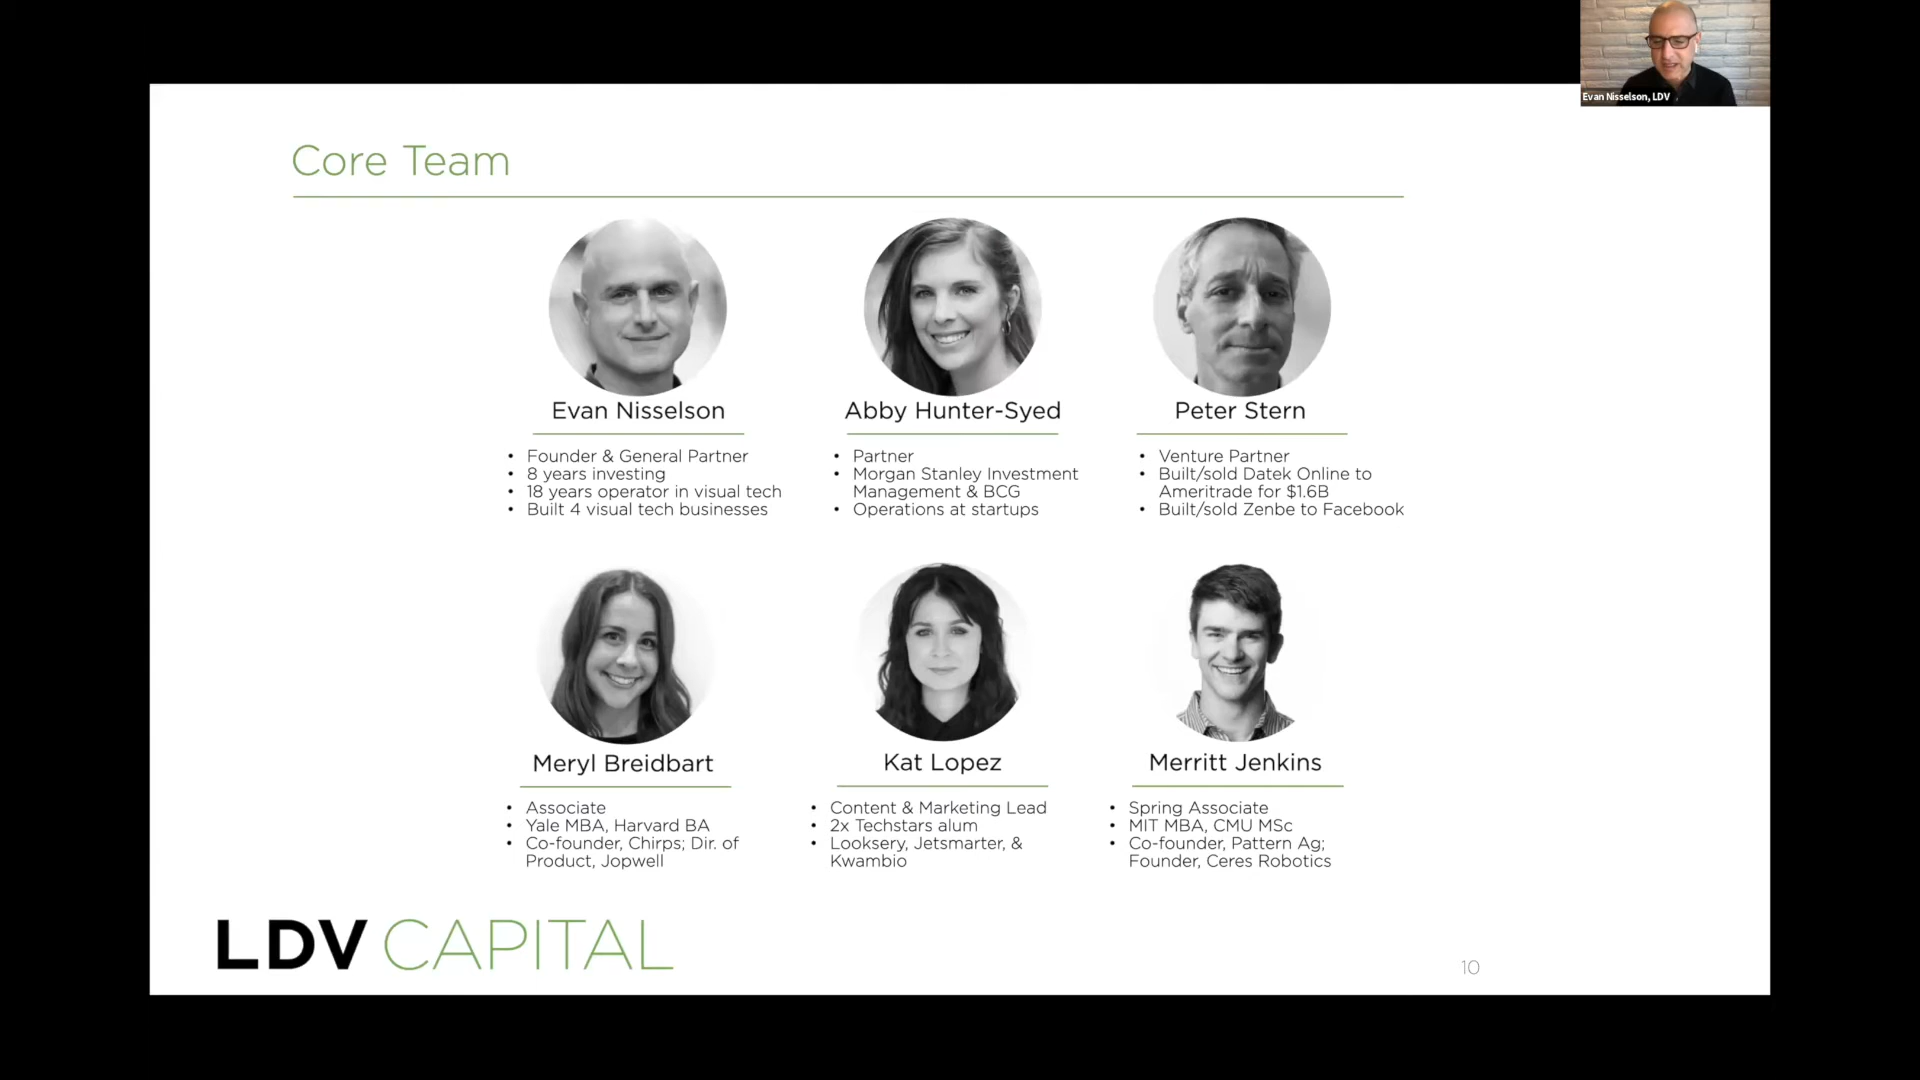 Evan Nisselson, LDV
Core Team
Evan Nisselson
• Founder & General Partner
• 8 years investing
• 18 years operator in visual tech
• Built 4 visual tech businesses
Abby Hunter-Syed
• Partner
• Morgan Stanley Investment
Management & BCG
• Operations at startups
Peter Stern
• Venture Partner
• Built/sold Datek Online to
Ameritrade for $1.6B
• Built/sold Zenbe to Facebook
Meryl Breidbart
• Associate
• Yale MBA, Harvard BA
• Co-founder, Chirps; Dir. of
Product, Jopwell
Kat Lopez
• Content & Marketing Lead
• 2x Techstars alum
• Looksery, Jetsmarter, &
Kwambio
Merritt Jenkins
• Spring Associate
• MIT MBA, CMU MSc
• Co-founder, Pattern Ag;
Founder, Ceres Robotics
LDV CAPITAL
10